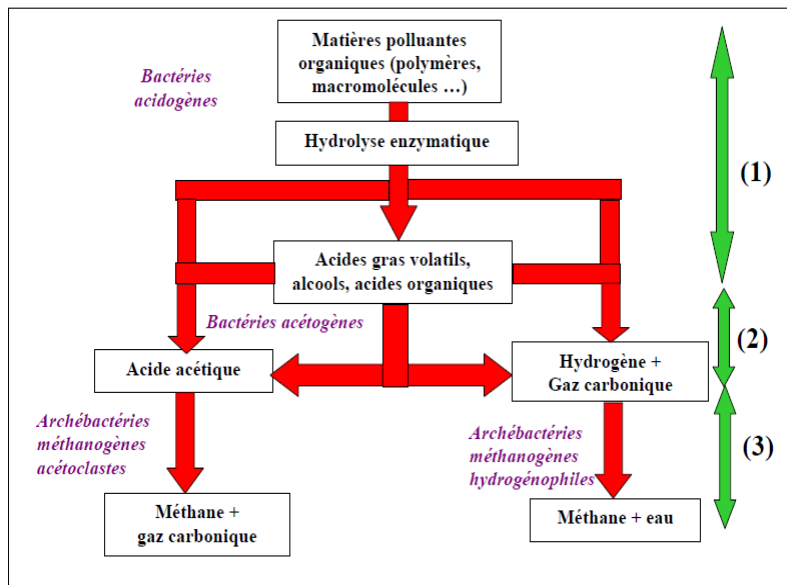 Matières polluantes
organiques (polymères,
macromolécules ...)
Bactéries
acidogènes
Hydrolyse enzymatique
(1)
Acides gras volatils,
alcools, acides organiques
Bactéries acétogènes
(2)
Acide acétique
Hydrogène +
Gaz carbonique
Archébactéries
méthanogènes
acétoclastes
Archébactéries
méthanogènes
hydrogénophiles
(3)
Méthane +
gaz carbonique
Méthane + eau